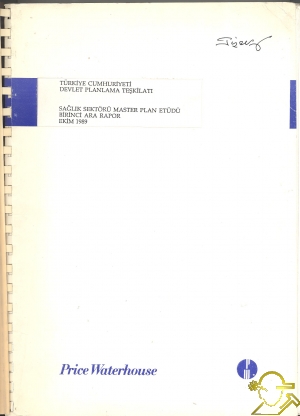 TÜRKİYE CUMHURİYETİ
DEVLET PLANLAMA TEŞKİLATI
SAĞLIK SEKTÖRÜ MASTER PLAN ETÜDÜ
BİRİNCİ ARA RAPOR
EKİM 1989
Price Waterhouse